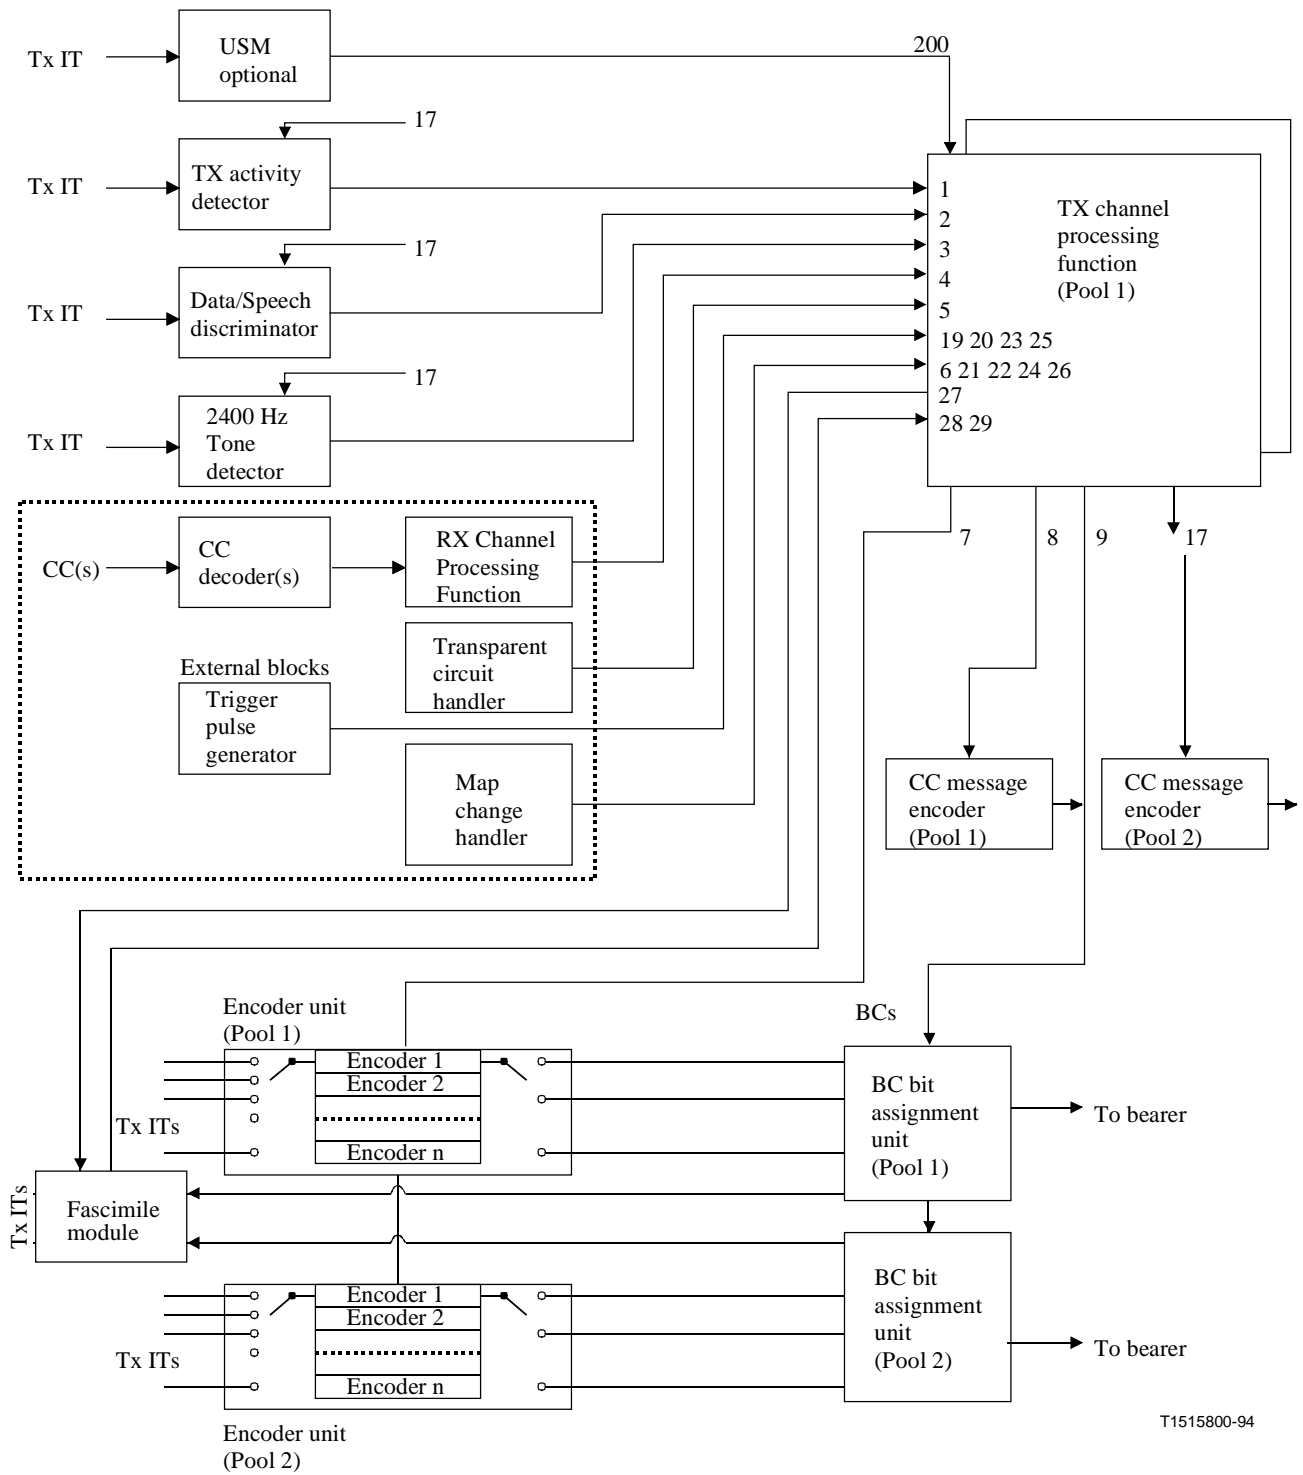 USM
optional
Tx IT
200
17
TX activity
detector
Tx IT
17
Data/Speech
discriminator
Tx IT
17
2400 Hz
Tone
detector
Tx IT
1
2
3
4
5
19 20 23 25
6 21 22 24 26
27
28 29
TX channel
processing
function
(Pool 1)
7
8
9
17
CC(s)
CC
decoder(s)
RX Channel
Processing
Function
Transparent
circuit
handler
External blocks
Trigger
pulse
generator
Map
change
handler
CC message
encoder
(Pool 1)
CC message
encoder
(Pool 2)
Encoder unit
(Pool 1)
Encoder 1
Encoder 2
Encoder n
Tx ITs
BCs
BC bit
assignment
unit
(Pool 1)
To bearer
Tx ITs
Fascimile
module
Encoder 1
Encoder 2
Encoder n
Tx ITs
BC bit
assignment
unit
(Pool 2)
To bearer
Encoder unit
(Pool 2)
T1515800-94